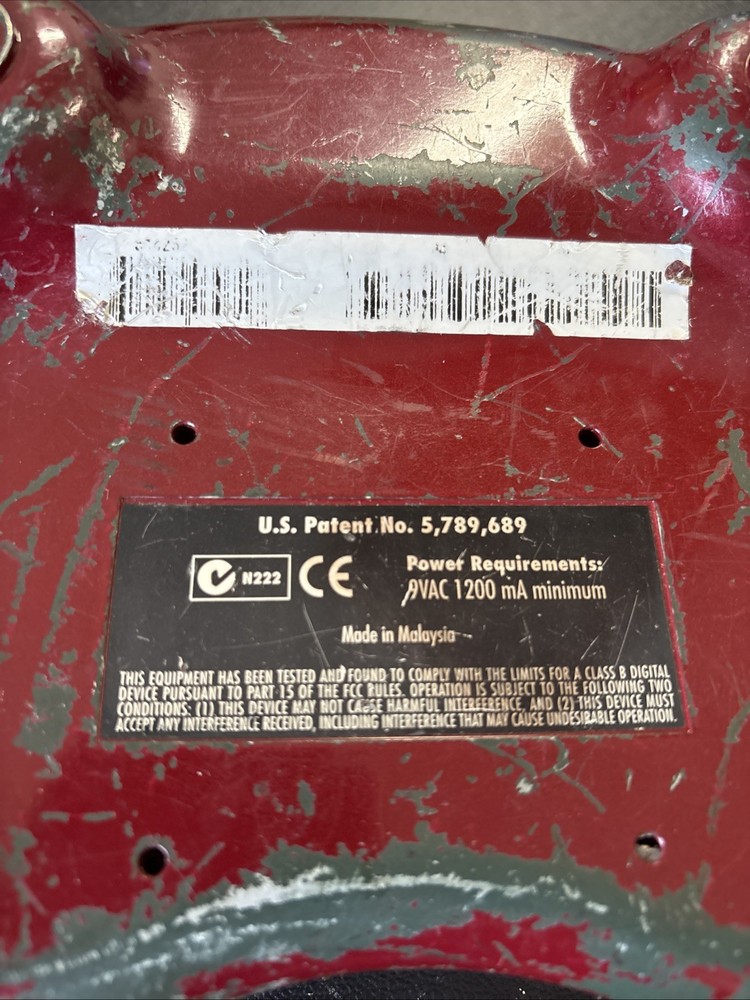 U.S. Patent No. 5,789,689
N222 CE
Power Requirements:
9VAC 1200 mA minimum
Made in Malaysia
THIS EQUIPMENT HAS BEEN TESTED AND FOUND TO COMPLY WITH THE LIMITS FOR A CLASS B DIGITAL
DEVICE PURSUANT TO PART 15 OF THE FCC RULES. OPERATION IS SUBJECT TO THE FOLLOWING TWO
CONDITIONS: (1) THIS DEVICE MAY NOT CAUSE HARMFUL INTERFERENCE, AND (2) THIS DEVICE MUST
ACCEPT ANY INTERFERENCE RECEIVED, INCLUDING INTERFERENCE THAT MAY CAUSE UNDESIRABLE OPERATION.